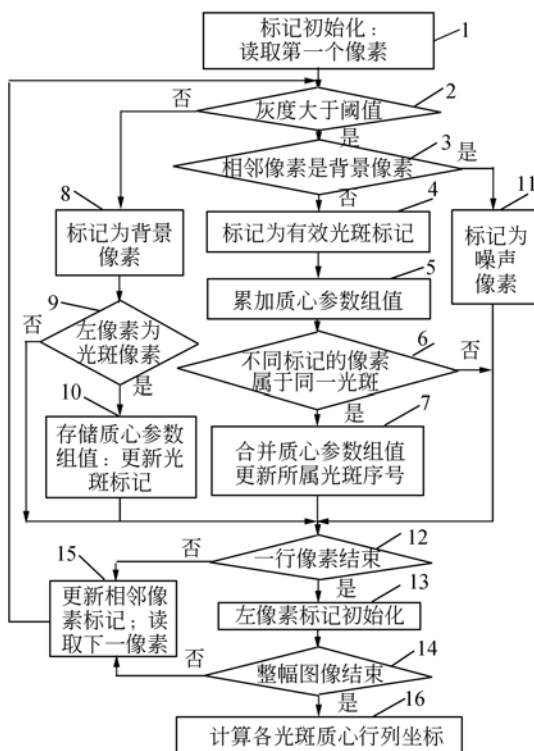 标记初始化：
读取第一个像素
1
否
灰度大于阈值
2
是
3
相邻像素是背景像素
是
8
否
4
11
标记为背景
像素
标记为有效光斑标记
标记为
噪声
像素
5
9
累加质心参数组值
否
左像素为
光斑像素
6
不同标记的像素
属于同一光斑
否
是
10
是
7
存储质心参数
组值：更新光
斑标记
合并质心参数组值
更新所属光斑序号
12
否
一行像素结束
15
是
13
更新相邻像
素标记；读
取下一像素
左像素标记初始化
14
否
整幅图像结束
是
16
计算各光斑质心行列坐标